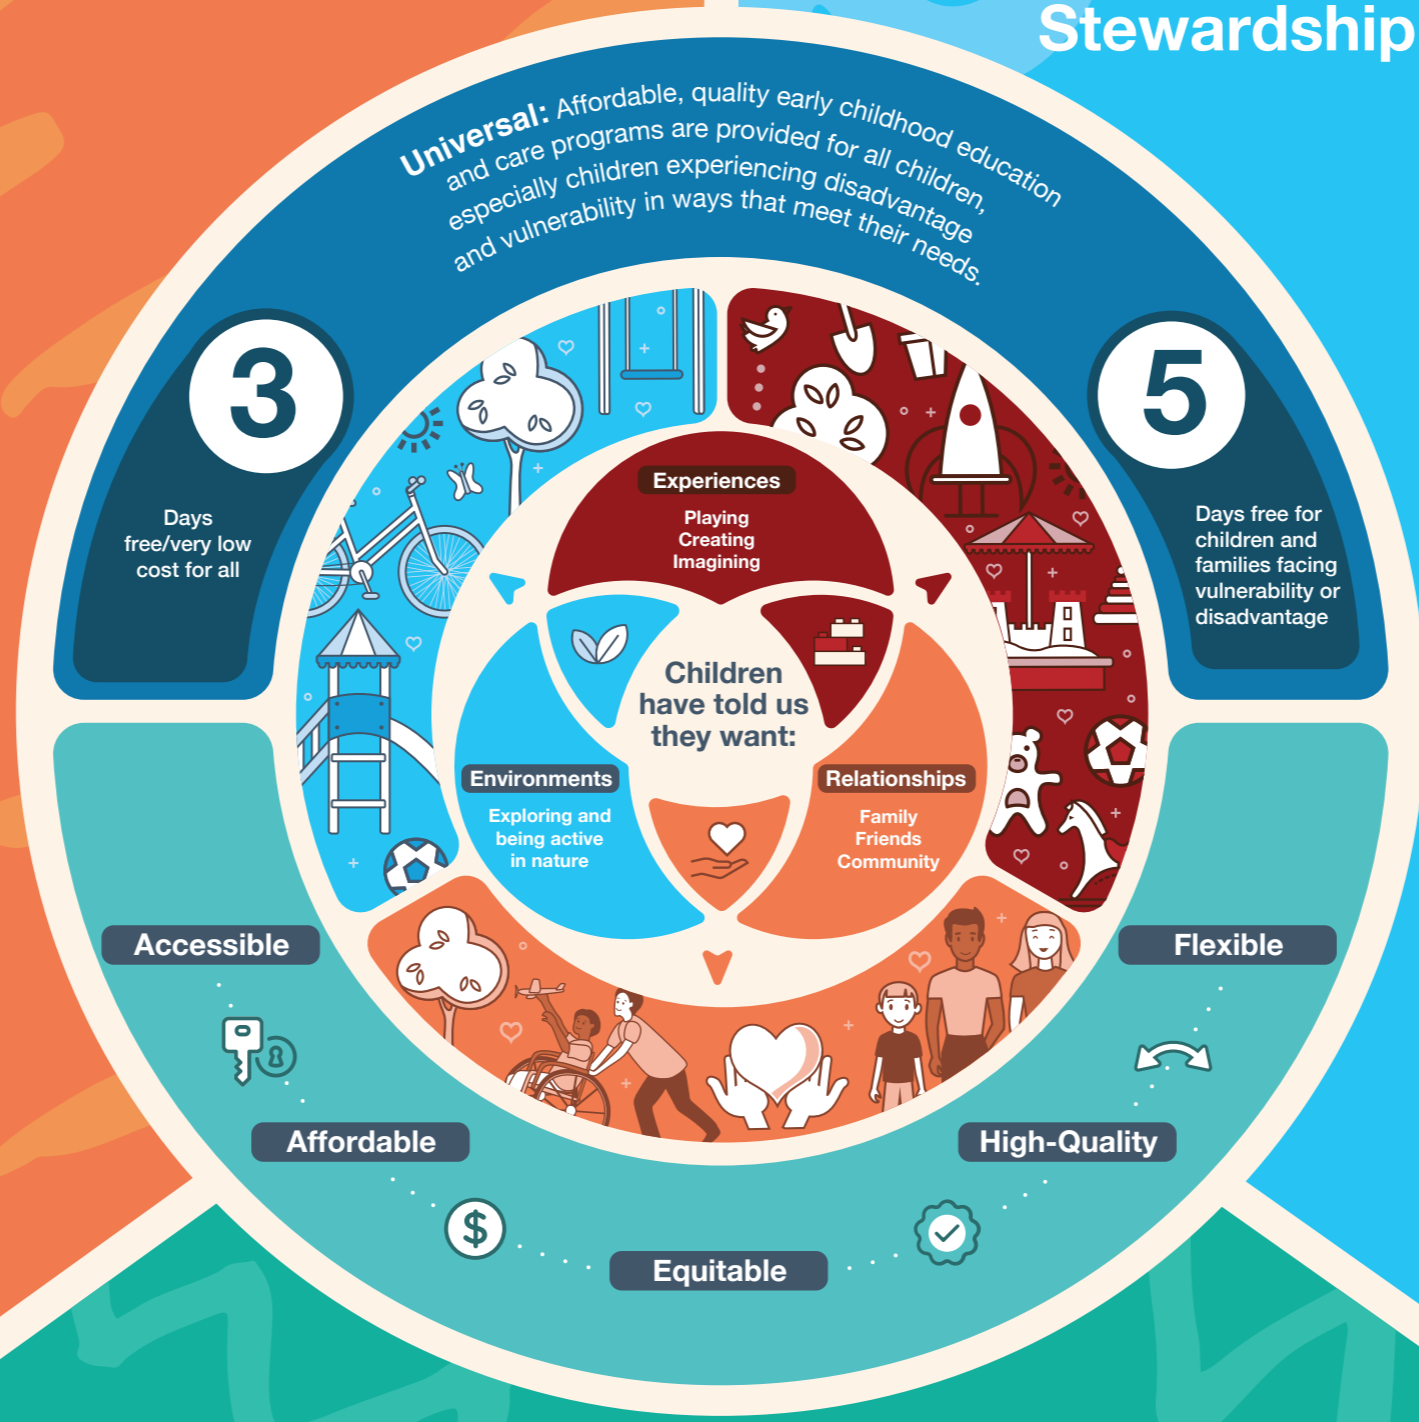 Stewardship
Universal: Affordable, quality early childhood education
and care programs are provided for all children,
especially children experiencing disadvantage
and vulnerability in ways that meet their needs.
3
Days
free/very low
cost for all
5
Days free for
children and
families facing
vulnerability or
disadvantage
Experiences
Playing
Creating
Imagining
Children
have told us
they want:
Environments
Exploring and
being active
in nature
Relationships
Family
Friends
Community
Accessible
Affordable
$
Equitable
High-Quality
Flexible